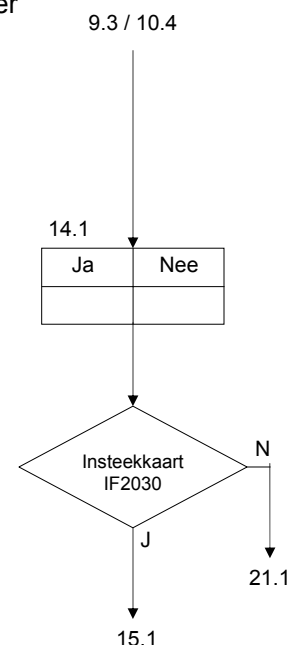 er
9.3 / 10.4
14.1
Ja Nee
Insteekkaart
IF2030
N
J
21.1
15.1